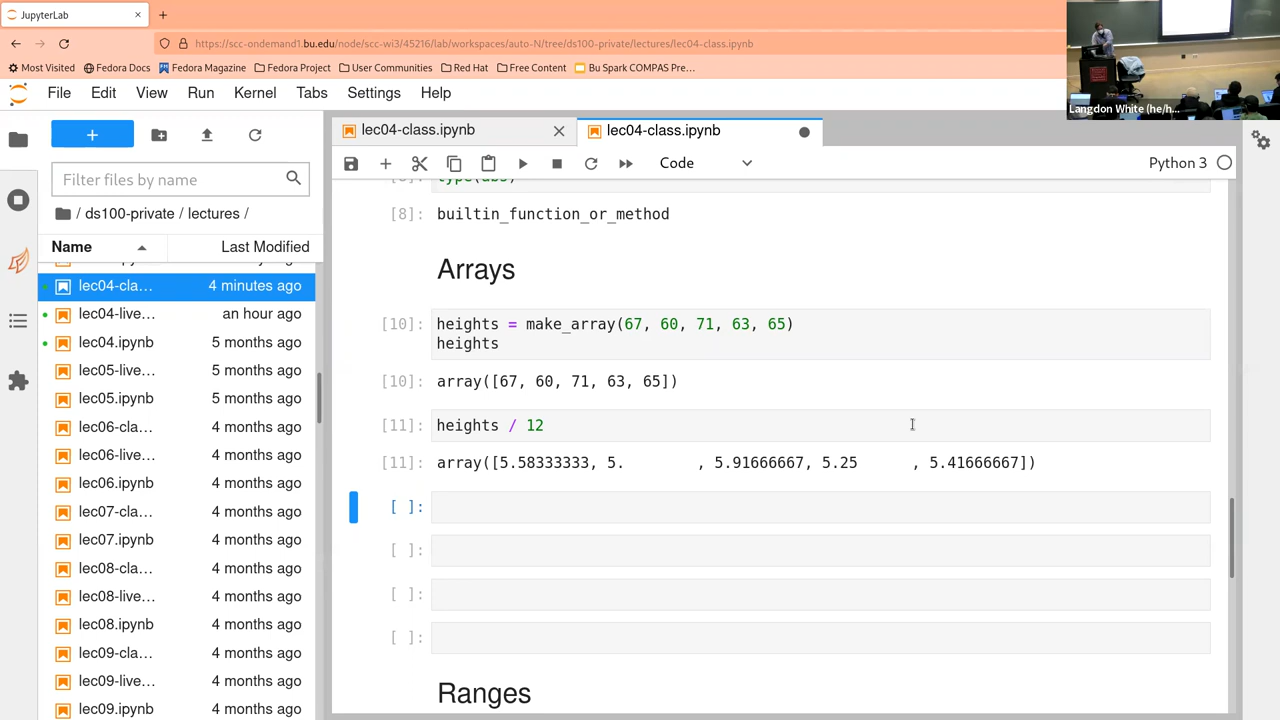 JupyterLab
https://scc-ondemand1.bu.edu/node/scc-wi3/45216/lab/workspaces/auto-N/tree/ds100-private/lectures/lec04-class.ipynb
Most Visited Fedora Docs Fedora Magazine Fedora Project User Communities Red Hat Free Content Bu Spark COMPAS Pre...
Langdon White (he/h...
File Edit View Run Kernel Tabs Settings Help
lec04-class.ipynb
lec04-class.ipynb
Code
Python 3
Filter files by name
/ ds100-private / lectures /
Name Last Modified
lec04-cla... 4 minutes ago
lec04-live... an hour ago
lec04.ipynb 5 months ago
lec05-live... 5 months ago
lec05.ipynb 5 months ago
lec06-cla... 4 months ago
lec06-live... 4 months ago
lec06.ipynb 4 months ago
lec07-cla... 4 months ago
lec07.ipynb 4 months ago
lec08-cla... 4 months ago
lec08-live... 4 months ago
lec08.ipynb 4 months ago
lec09-cla... 4 months ago
lec09-live... 4 months ago
lec09.ipynb 4 months ago
type(abs)
[8]: builtin_function_or_method
Arrays
[10]: heights = make_array(67, 60, 71, 63, 65)
heights
[10]: array([67, 60, 71, 63, 65])
[11]: heights / 12
[11]: array([5.58333333, 5. , 5.91666667, 5.25 , 5.41666667])
[ ]:
[ ]:
[ ]:
[ ]:
Ranges